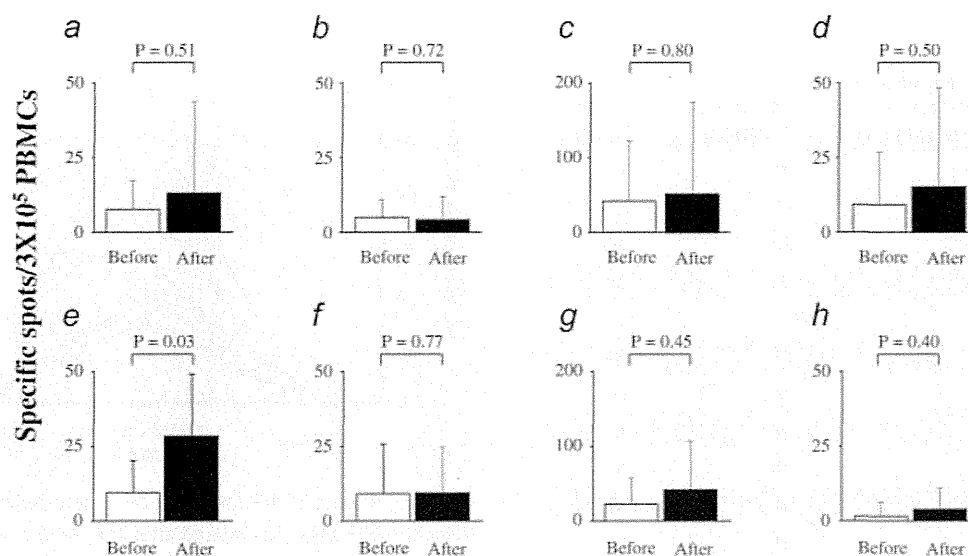 a
b
c
d
P = 0.51
P = 0.72
P = 0.80
P = 0.50
50
50
200
50
25
25
100
25
0
0
0
0
Before After
Before After
Before After
Before After
Specific spots/3X10⁵ PBMCs
e
f
g
h
P = 0.03
P = 0.77
P = 0.45
P = 0.40
50
50
200
50
25
25
100
25
0
0
0
0
Before After
Before After
Before After
Before After